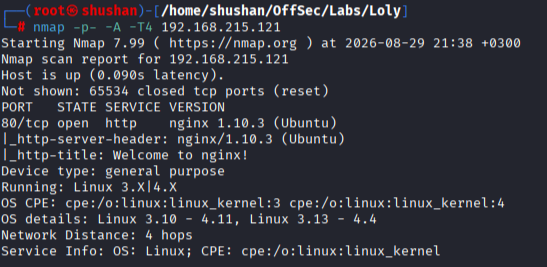 ┌──(root㉿shushan)-[/home/shushan/OffSec/Labs/Loly]
└─# nmap -p- -A -T4 192.168.215.121
Starting Nmap 7.99 ( https://nmap.org ) at 2026-08-29 21:38 +0300
Nmap scan report for 192.168.215.121
Host is up (0.090s latency).
Not shown: 65534 closed tcp ports (reset)
PORT   STATE SERVICE VERSION
80/tcp open  http    nginx 1.10.3 (Ubuntu)
|_http-server-header: nginx/1.10.3 (Ubuntu)
|_http-title: Welcome to nginx!
Device type: general purpose
Running: Linux 3.X|4.X
OS CPE: cpe:/o:linux:linux_kernel:3 cpe:/o:linux:linux_kernel:4
OS details: Linux 3.10 - 4.11, Linux 3.13 - 4.4
Network Distance: 4 hops
Service Info: OS: Linux; CPE: cpe:/o:linux:linux_kernel